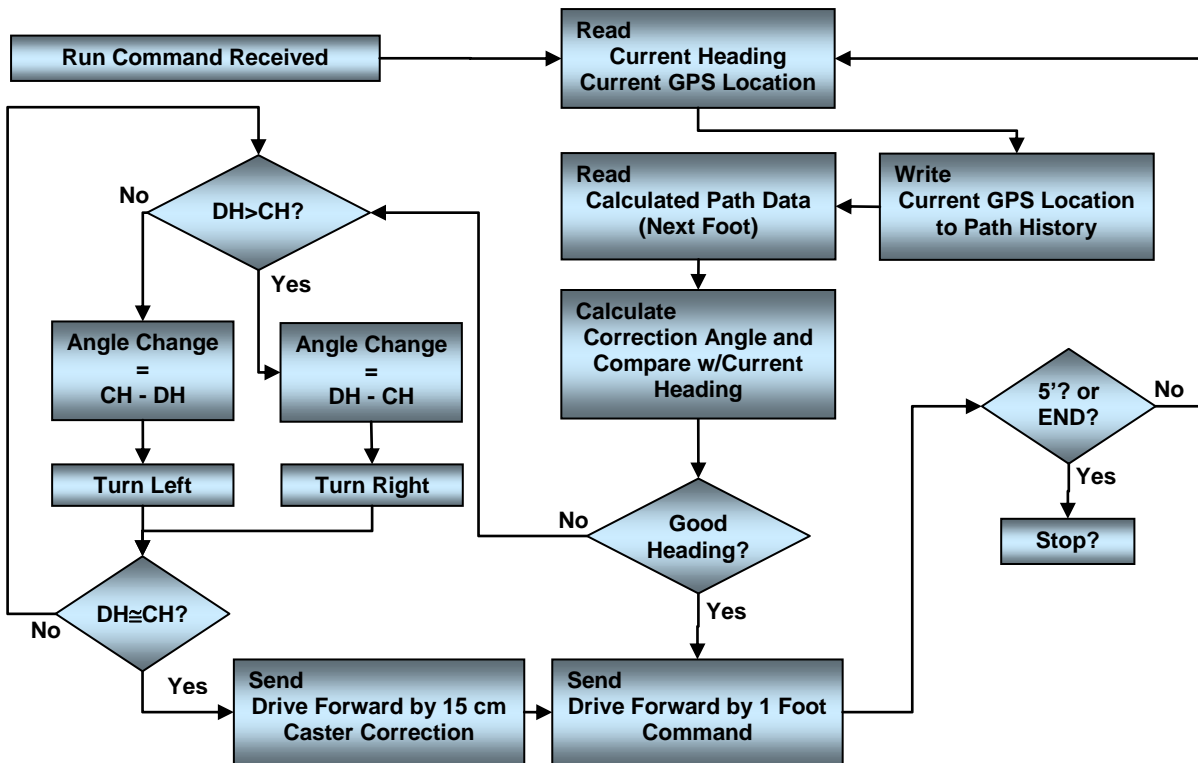 Run Command Received
Read
Current Heading
Current GPS Location
Write
Current GPS Location
to Path History
Read
Calculated Path Data
(Next Foot)
Calculate
Correction Angle and
Compare w/Current
Heading
Good
Heading?
No
Yes
DH>CH?
No
Yes
Angle Change
=
CH - DH
Angle Change
=
DH - CH
Turn Left
Turn Right
DH≅CH?
No
Yes
Send
Drive Forward by 15 cm
Caster Correction
Send
Drive Forward by 1 Foot
Command
5’? or
END?
No
Yes
Stop?